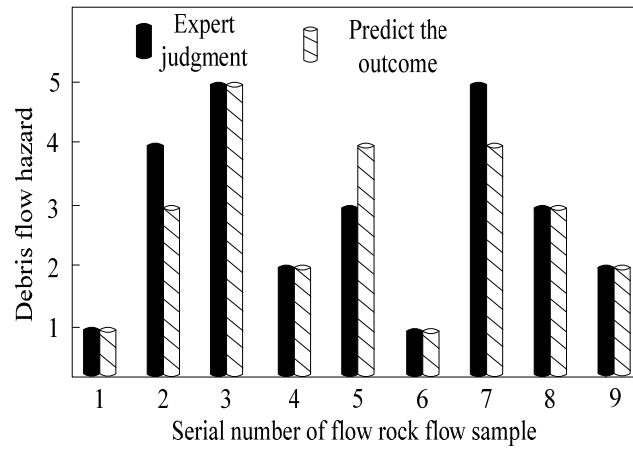 Expert
judgment
Predict the
outcome
Debris flow hazard
5
4
3
2
1
1 2 3 4 5 6 7 8 9
Serial number of flow rock flow sample